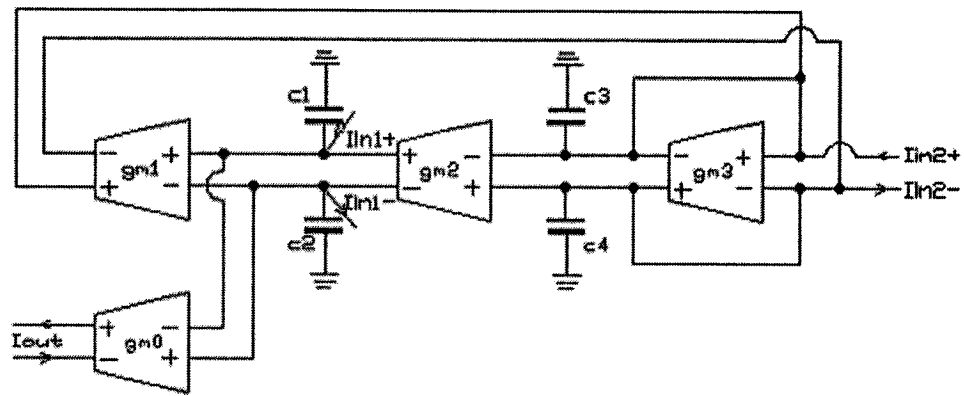 c1
c3
IIn1+
- gm1 +
+ -
+ gm2 -
- +
- gm3 +
+ -
IIn2+
IIn1-
IIn2-
c2
c4
+ gm0 -
- +
Iout